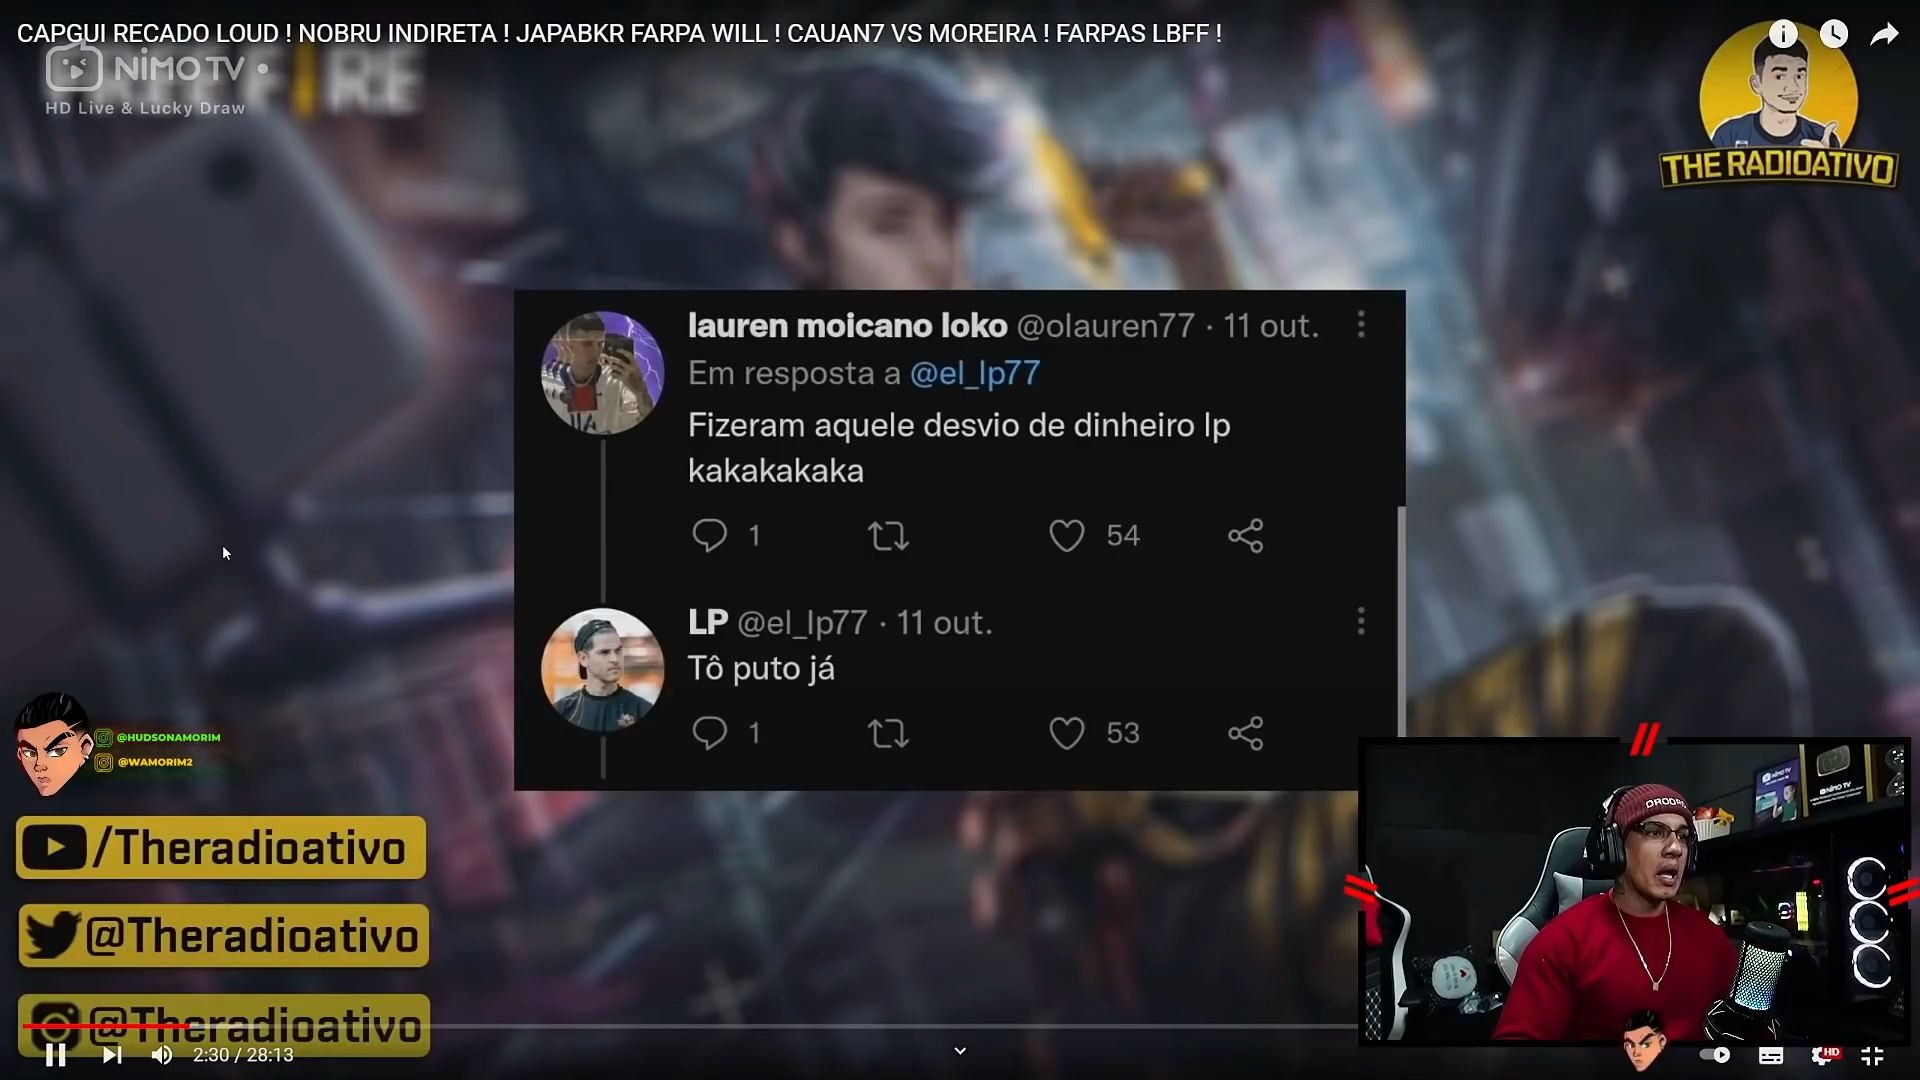 CAPGUI RECADO LOUD ! NOBRU INDIRETA ! JAPABKR FARPA WILL ! CAUAN7 VS MOREIRA ! FARPAS LBFF !
NIMO TV
HD Live & Lucky Draw
THE RADIOATIVO
lauren moicano loko @olauren77 · 11 out.
Em resposta a @el_lp77
Fizeram aquele desvio de dinheiro lp
kakakakaka
1 54
LP @el_lp77 · 11 out.
Tô puto já
1 53
@HUDSONAMORIM
@WAMORIM2
/Theradioativo
@Theradioativo
@Theradioativo
2:30 / 28:13
HD